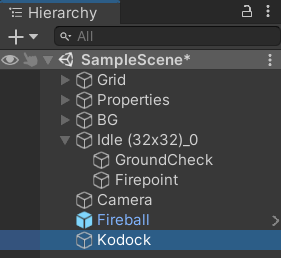 Hierarchy
All
SampleScene*
Grid
Properties
BG
Idle (32x32)_0
GroundCheck
Firepoint
Camera
Fireball
Kodock